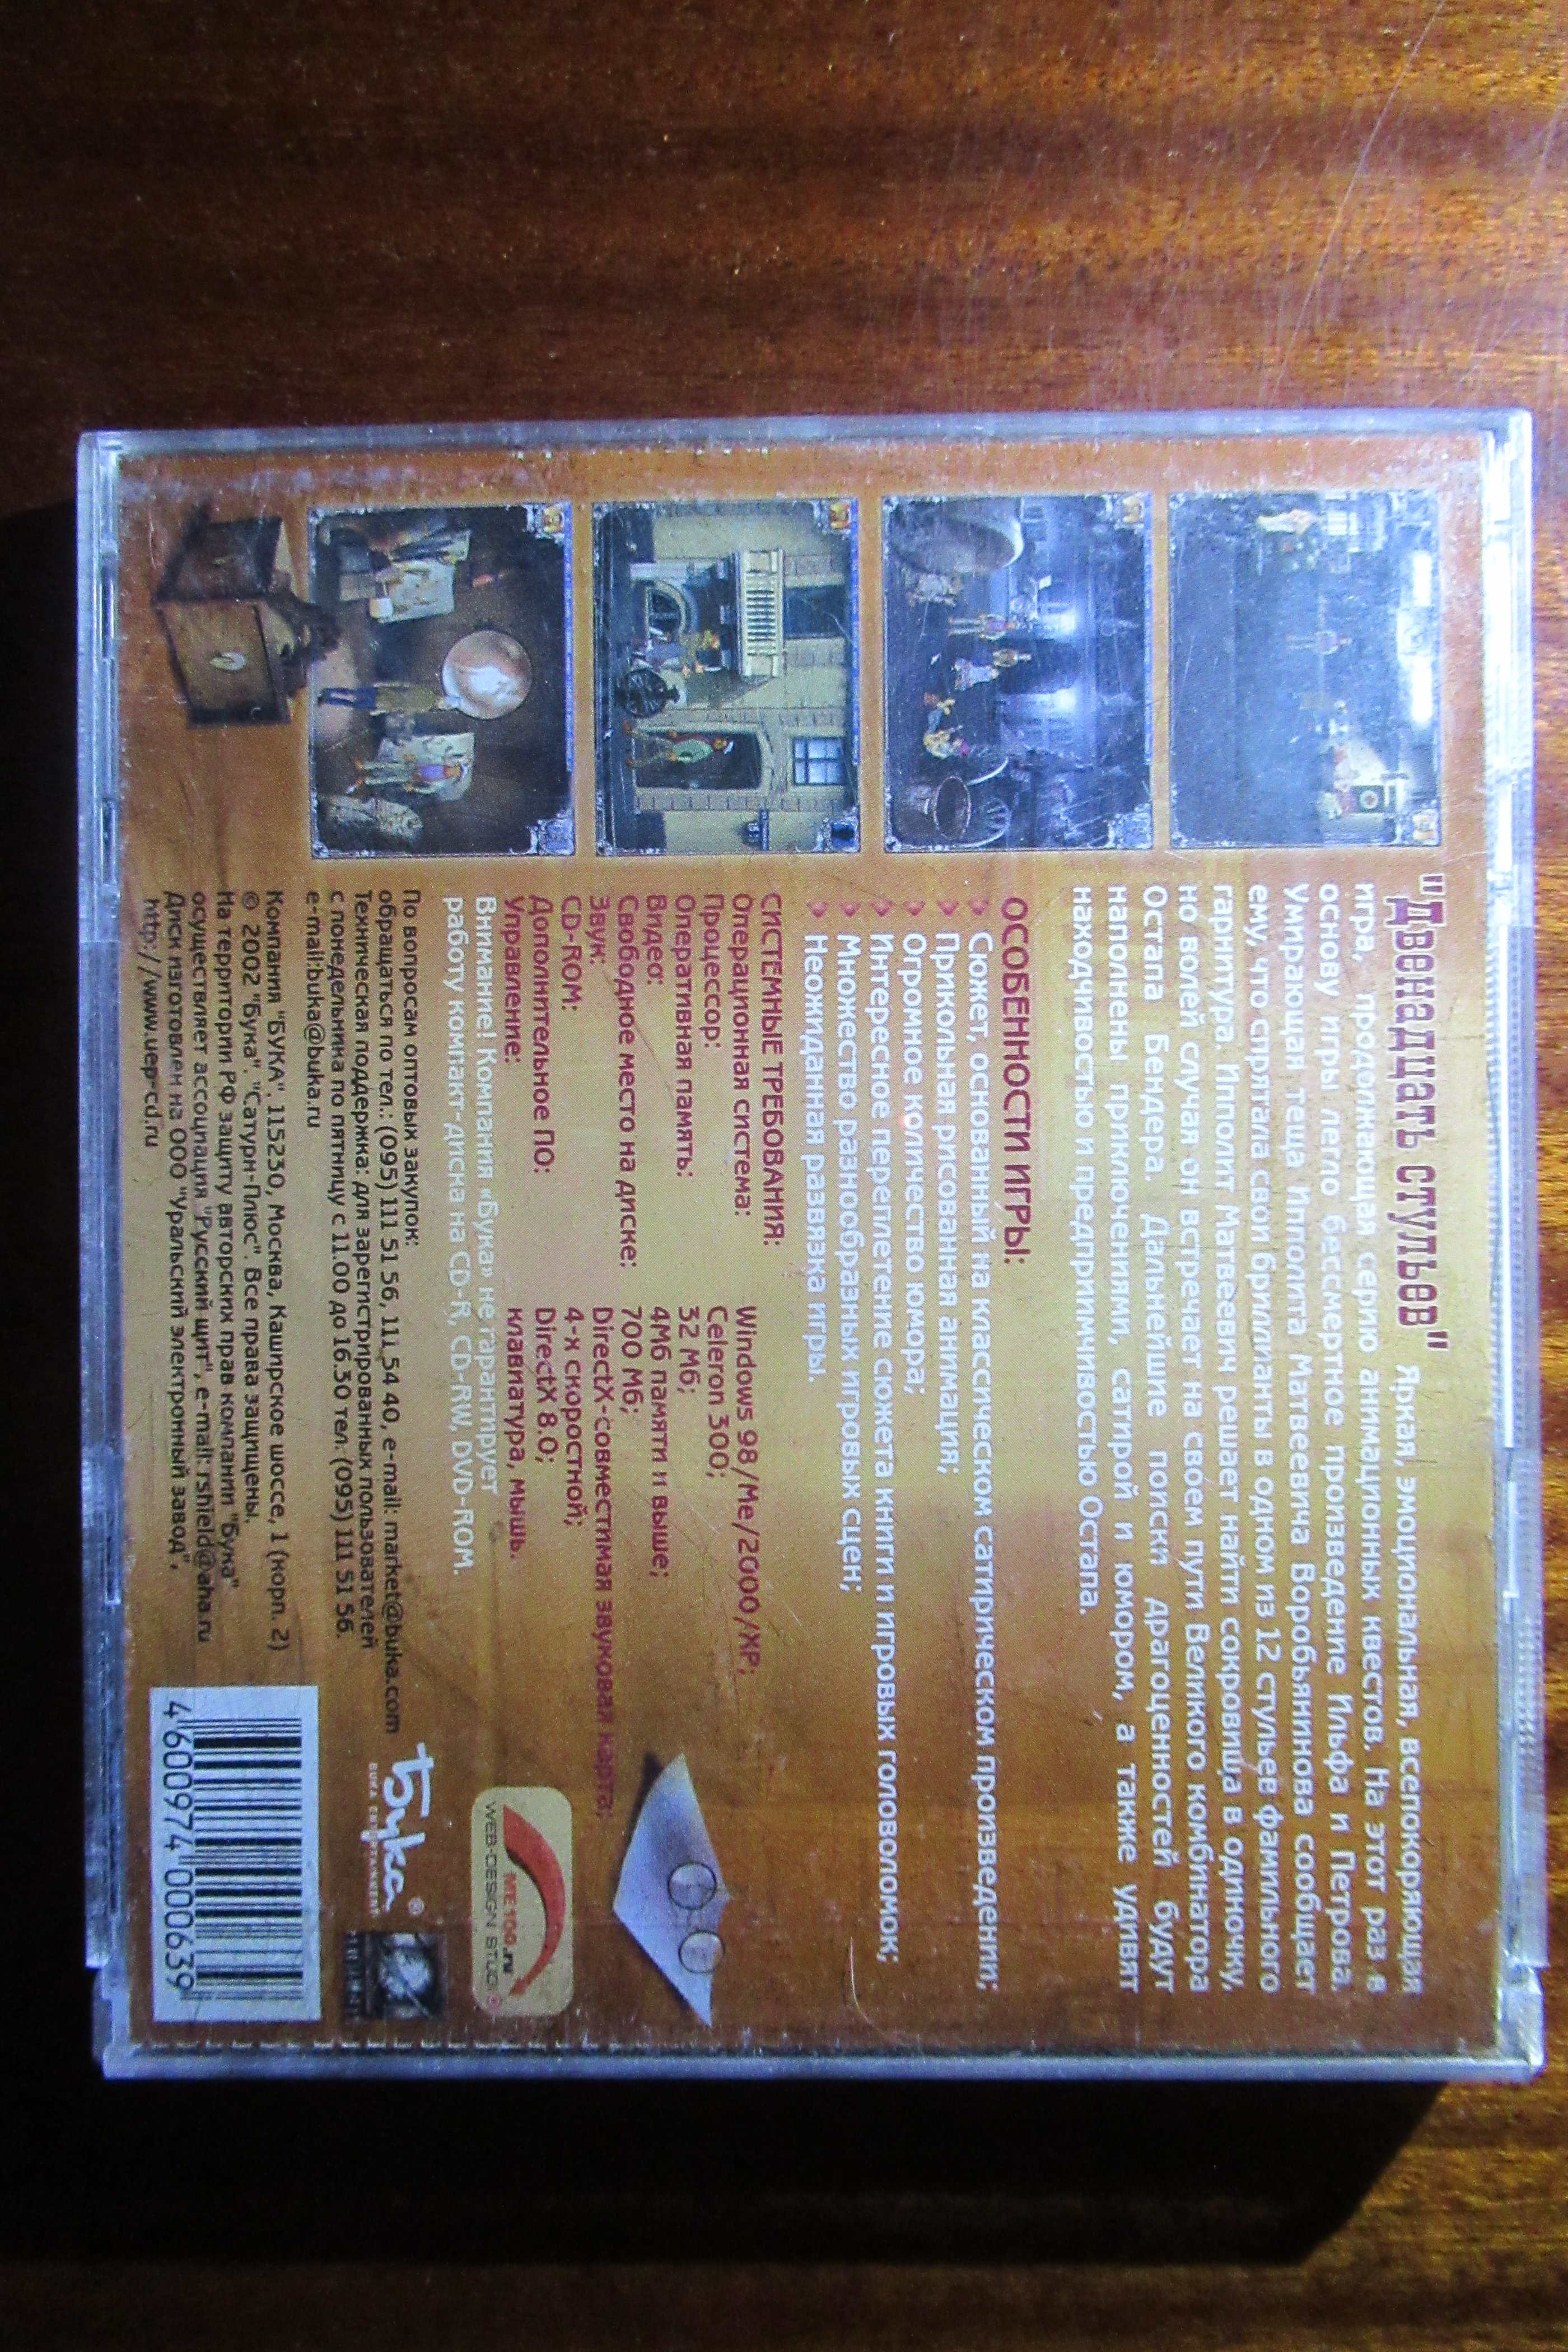 "Двенадцать стульев"
Яркая, эмоциональная, всепокоряющая
игра, продолжающая серию анимационных квестов. На этот раз в
основу игры легло бессмертное произведение Ильфа и Петрова.
Умирающая теща Ипполита Матвеевича Воробьянинова сообщает
ему, что спрятала свои бриллианты в одном из 12 стульев фамильного
гарнитура. Ипполит Матвеевич решает найти сокровища в одиночку,
но волей случая он встречает на своем пути Великого комбинатора
Остапа Бендера. Дальнейшие поиски драгоценностей будут
наполнены приключениями, сатирой и юмором, а также удивят
находчивостью и предприимчивостью Остапа.
ОСОБЕННОСТИ ИГРЫ:
Сюжет, основанный на классическом сатирическом произведении;
Прикольная рисованная анимация;
Огромное количество юмора;
Интересное переплетение сюжета книги и игровых головоломок;
Множество разнообразных игровых сцен;
Неожиданная развязка игры.
СИСТЕМНЫЕ ТРЕБОВАНИЯ:
Операционная система: Windows 98/Me/2000/XP;
Процессор: Celeron 300;
Оперативная память: 32 Мб;
Видео: 4Мб памяти и выше;
Свободное место на диске: 700 Мб;
Звук: DirectX-совместимая звуковая карта;
CD-ROM: 4-х скоростной;
Дополнительное ПО: DirectX 8.0;
Управление: клавиатура, мышь.
Внимание! Компания «Бука» не гарантирует
работу компакт-диска на CD-R, CD-RW, DVD-ROM.
По вопросам оптовых закупок:
обращаться по тел.: (095) 111 51 56, 111 54 40, e-mail: market@buka.com
Техническая поддержка: для зарегистрированных пользователей
с понедельника по пятницу с 11.00 до 16.30 тел. (095) 111 51 56.
e-mail:buka@buka.ru
Компания "БУКА". 115230, Москва, Каширское шоссе, 1 (корп. 2)
© 2002 "Бука". "Сатурн-Плюс". Все права защищены.
На территории РФ защиту авторских прав компании "Бука"
осуществляет ассоциация "Русский щит", e-mail: rshield@aha.ru
Диск изготовлен на ООО "Уральский электронный завод",
http://www.uep-cd.ru
ME100.ru
WEB-DESIGN STUDIO
Бука®
BUKA ENTERTAINMENT
4 600974 000639